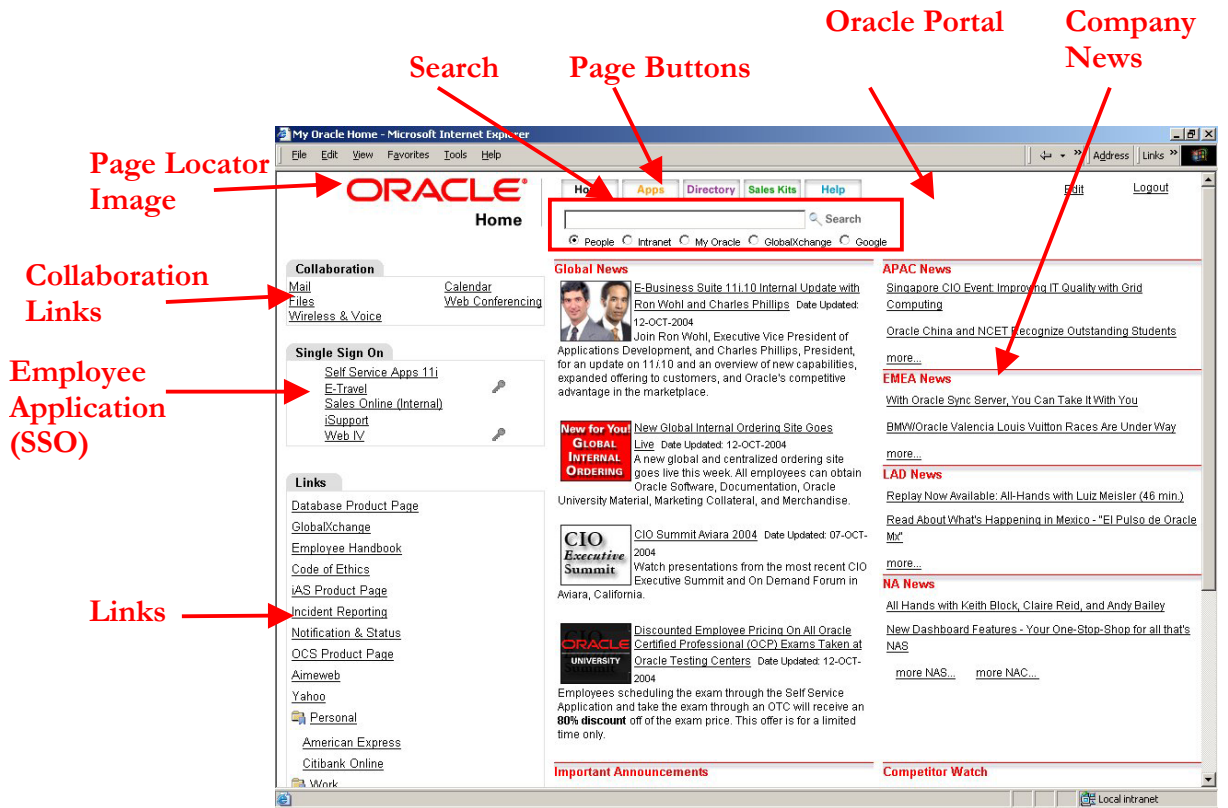 Oracle Portal
Company
News
Search
Page Buttons
Page Locator
Image
Collaboration
Links
Employee
Application
(SSO)
Links
My Oracle Home - Microsoft Internet Explorer
File Edit View Favorites Tools Help
Address Links
ORACLE
Home
Apps Directory Sales Kits Help
Edit Logout
Search
People Intranet My Oracle GlobalXchange Google
Collaboration
Mail Calendar
Files Web Conferencing
Wireless & Voice
Single Sign On
Self Service Apps 11i
E-Travel
Sales Online (Internal)
iSupport
Web IV
Links
Database Product Page
GlobalXchange
Employee Handbook
Code of Ethics
iAS Product Page
Incident Reporting
Notification & Status
OCS Product Page
Aimeweb
Yahoo
Personal
American Express
Citibank Online
Work
Global News
E-Business Suite 11i.10 Internal Update with
Ron Wohl and Charles Phillips Date Updated:
12-OCT-2004
Join Ron Wohl, Executive Vice President of
Applications Development, and Charles Phillips, President,
for an update on 11i.10 and an overview of new capabilities,
expanded offering to customers, and Oracle's competitive
advantage in the marketplace.
New for You!
GLOBAL
INTERNAL
ORDERING
New Global Internal Ordering Site Goes
Live Date Updated: 12-OCT-2004
A new global and centralized ordering site
goes live this week. All employees can obtain
Oracle Software, Documentation, Oracle
University Material, Marketing Collateral, and Merchandise.
CIO
Executive
Summit
CIO Summit Aviara 2004 Date Updated: 07-OCT-
2004
Watch presentations from the most recent CIO
Executive Summit and On Demand Forum in
Aviara, California.
ORACLE
UNIVERSITY
Discounted Employee Pricing On All Oracle
Certified Professional (OCP) Exams Taken at
Oracle Testing Centers Date Updated: 12-OCT-
2004
Employees scheduling the exam through the Self Service
Application and take the exam through an OTC will receive an
80% discount off of the exam price. This offer is for a limited
time only.
Important Announcements
APAC News
Singapore CIO Event: Improving IT Quality with Grid
Computing
Oracle China and NCET Recognize Outstanding Students
more...
EMEA News
With Oracle Sync Server, You Can Take It With You
BMW/Oracle Valencia Louis Vuitton Races Are Under Way
more...
LAD News
Replay Now Available: All-Hands with Luiz Meisler (46 min.)
Read About What's Happening in Mexico - "El Pulso de Oracle
Mx"
more...
NA News
All Hands with Keith Block, Claire Reid, and Andy Bailey
New Dashboard Features - Your One-Stop-Shop for all that's
NAS
more NAS... more NAC...
Competitor Watch
Local intranet